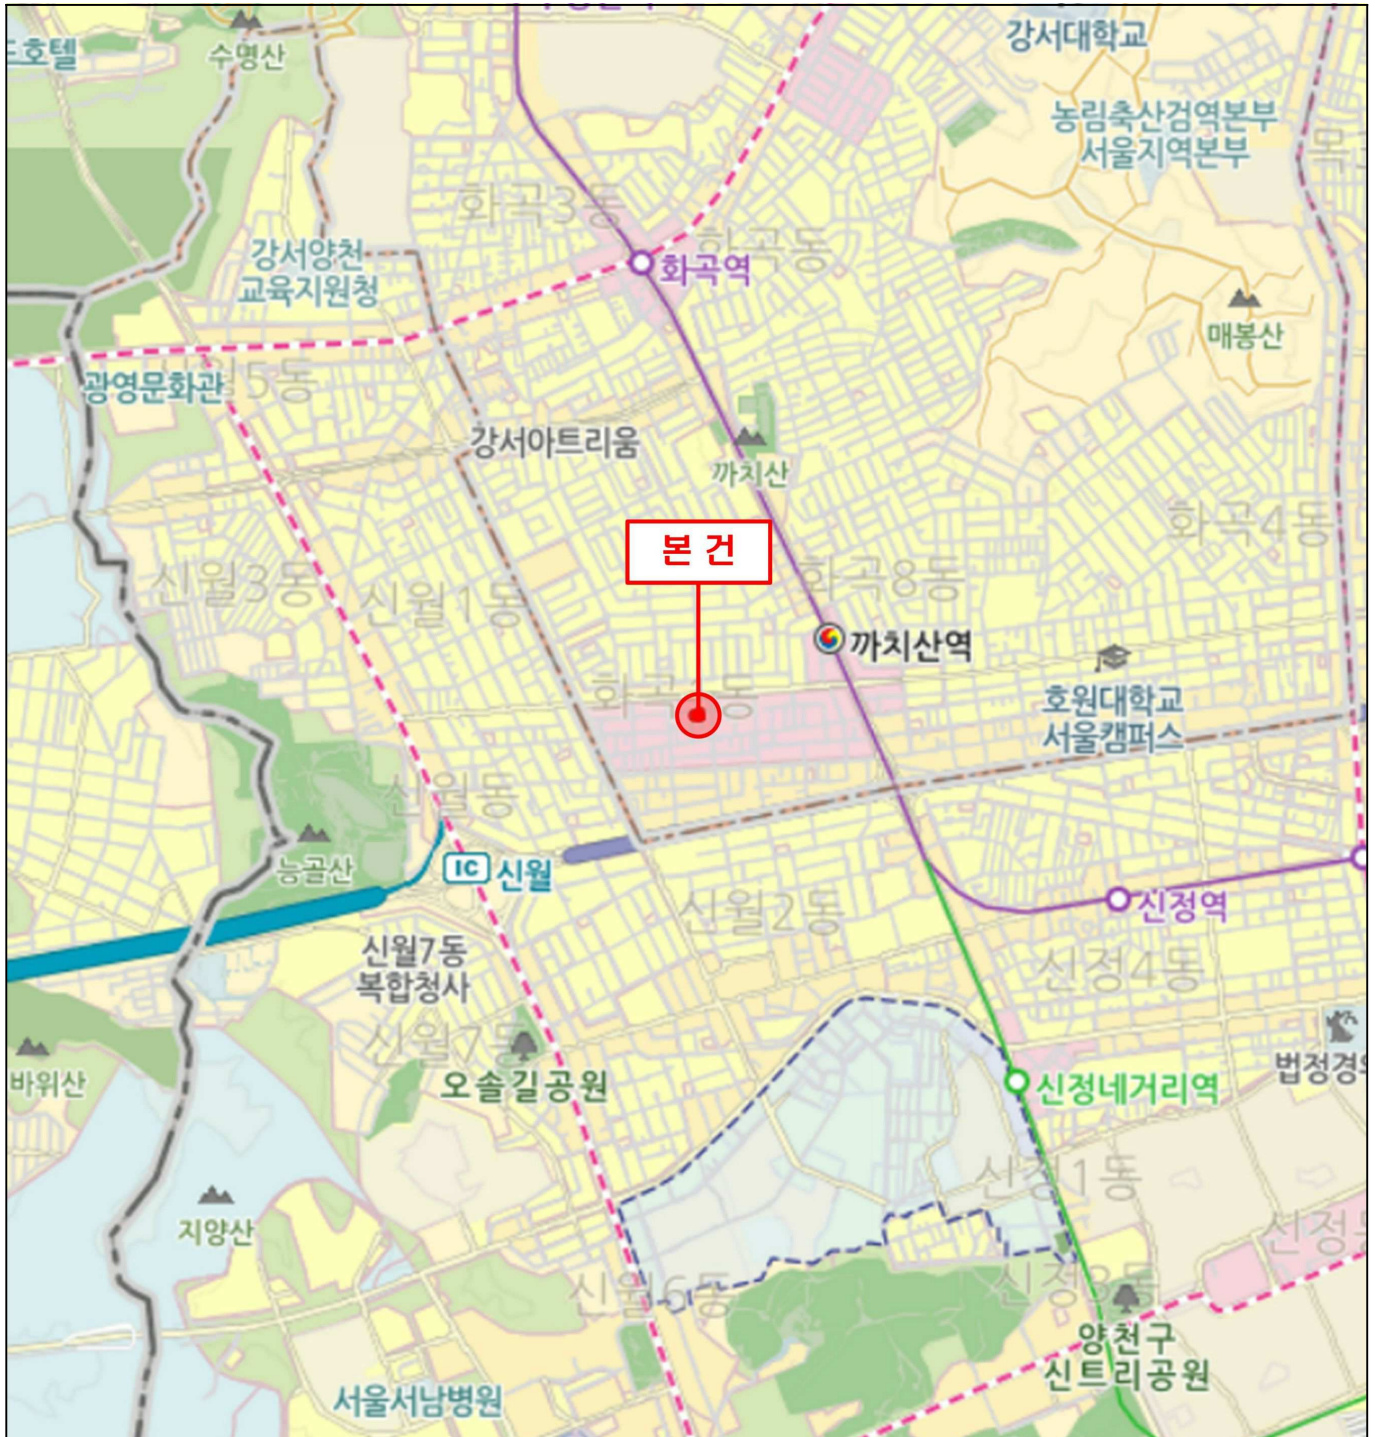 수명산
강서대학교
농림축산검역본부
서울지역본부
화곡3동
화곡동
화곡역
강서양천
교육지원청
매봉산
광영문화관
강서아트리움
까치산
화곡4동
본 건
화곡8동
신월3동
신월1동
까치산역
호원대학교
서울캠퍼스
신월동
능골산
IC 신월
신월2동
신정역
신월7동
복합청사
신정4동
신월7동
오솔길공원
바위산
신정네거리역
신정1동
지양산
신월6동
신정3동
양천구
신트리공원
서울서남병원